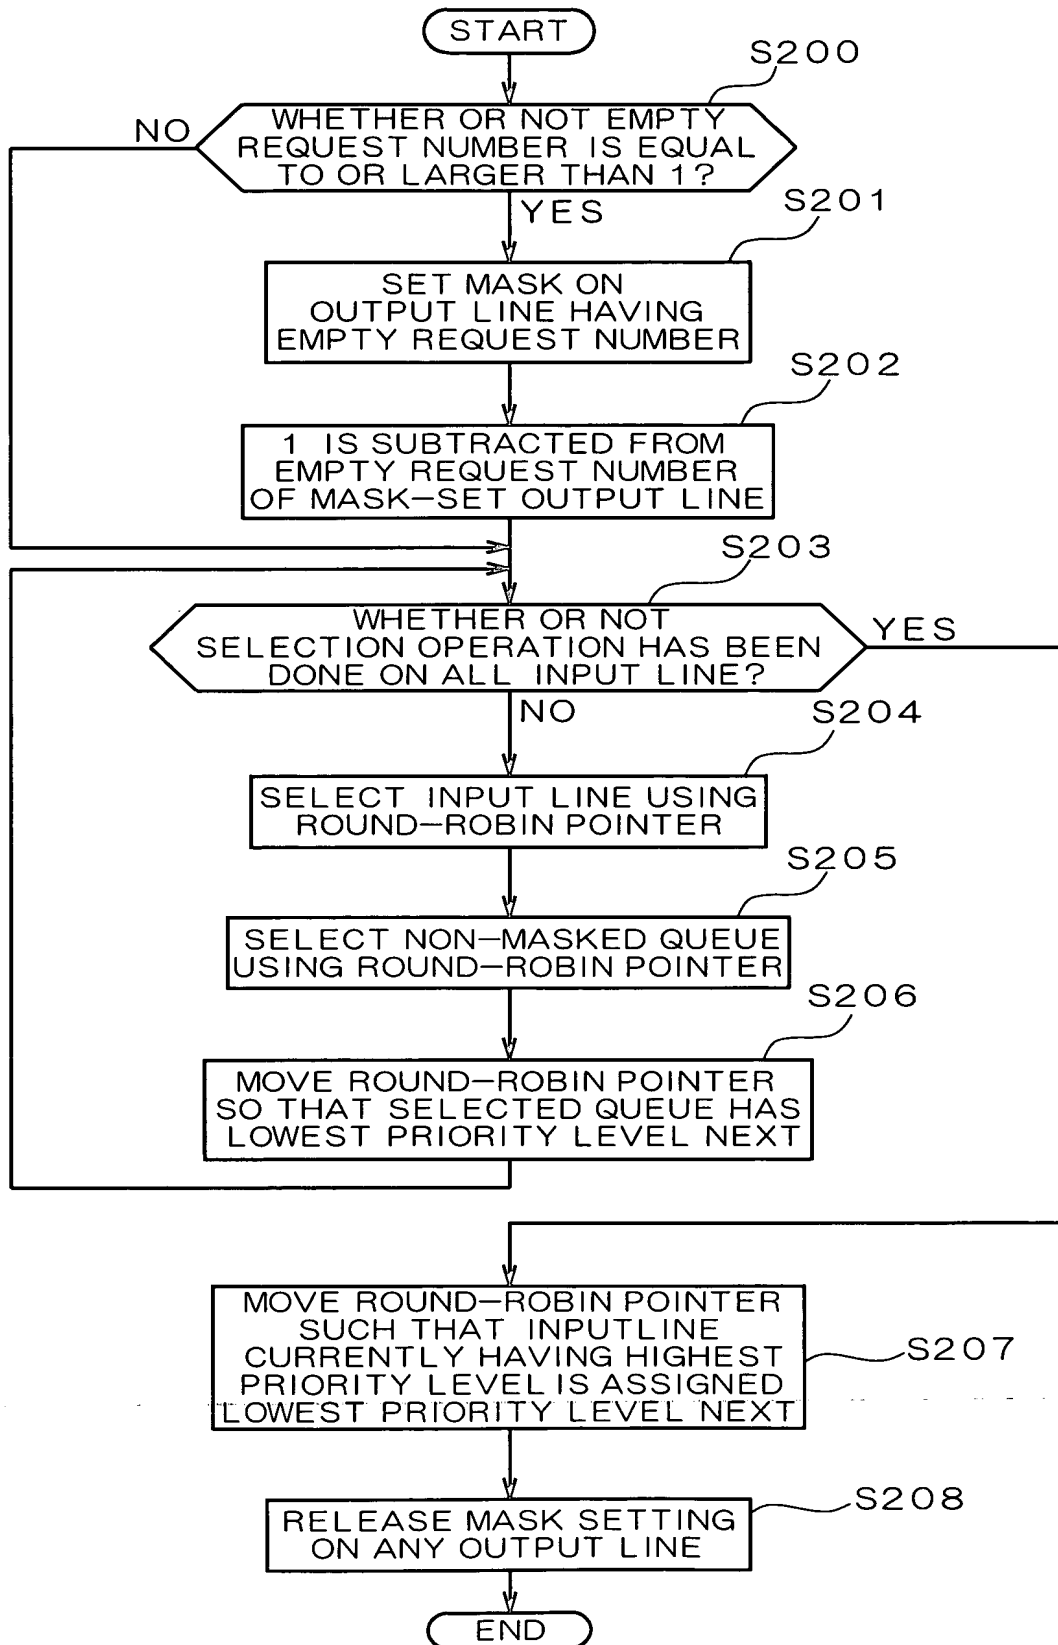 START
S200
NO
WHETHER OR NOT EMPTY
REQUEST NUMBER IS EQUAL
TO OR LARGER THAN 1?
YES
S201
SET MASK ON
OUTPUT LINE HAVING
EMPTY REQUEST NUMBER
S202
1 IS SUBTRACTED FROM
EMPTY REQUEST NUMBER
OF MASK-SET OUTPUT LINE
S203
WHETHER OR NOT
SELECTION OPERATION HAS BEEN
DONE ON ALL INPUT LINE?
YES
NO
S204
SELECT INPUT LINE USING
ROUND-ROBIN POINTER
S205
SELECT NON-MASKED QUEUE
USING ROUND-ROBIN POINTER
S206
MOVE ROUND-ROBIN POINTER
SO THAT SELECTED QUEUE HAS
LOWEST PRIORITY LEVEL NEXT
MOVE ROUND-ROBIN POINTER
SUCH THAT INPUTLINE
CURRENTLY HAVING HIGHEST
PRIORITY LEVEL IS ASSIGNED
LOWEST PRIORITY LEVEL NEXT
S207
S208
RELEASE MASK SETTING
ON ANY OUTPUT LINE
END